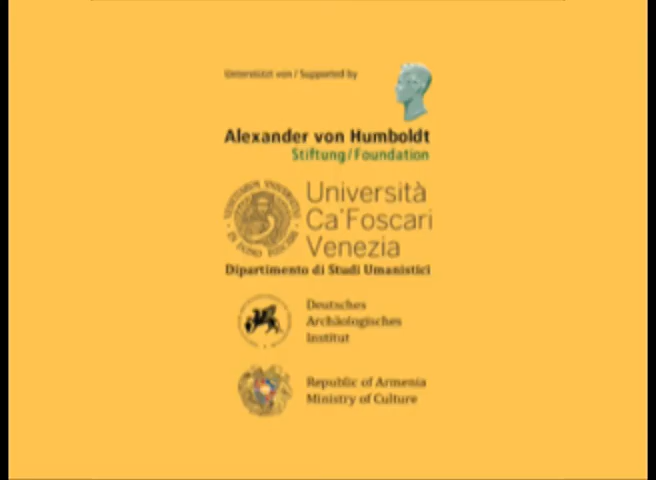 Unterstützt von / Supported by
Alexander von Humboldt
Stiftung/Foundation
Università
Ca'Foscari
Venezia
Dipartimento di Studi Umanistici
Deutsches
Archäologisches
Institut
Republic of Armenia
Ministry of Culture